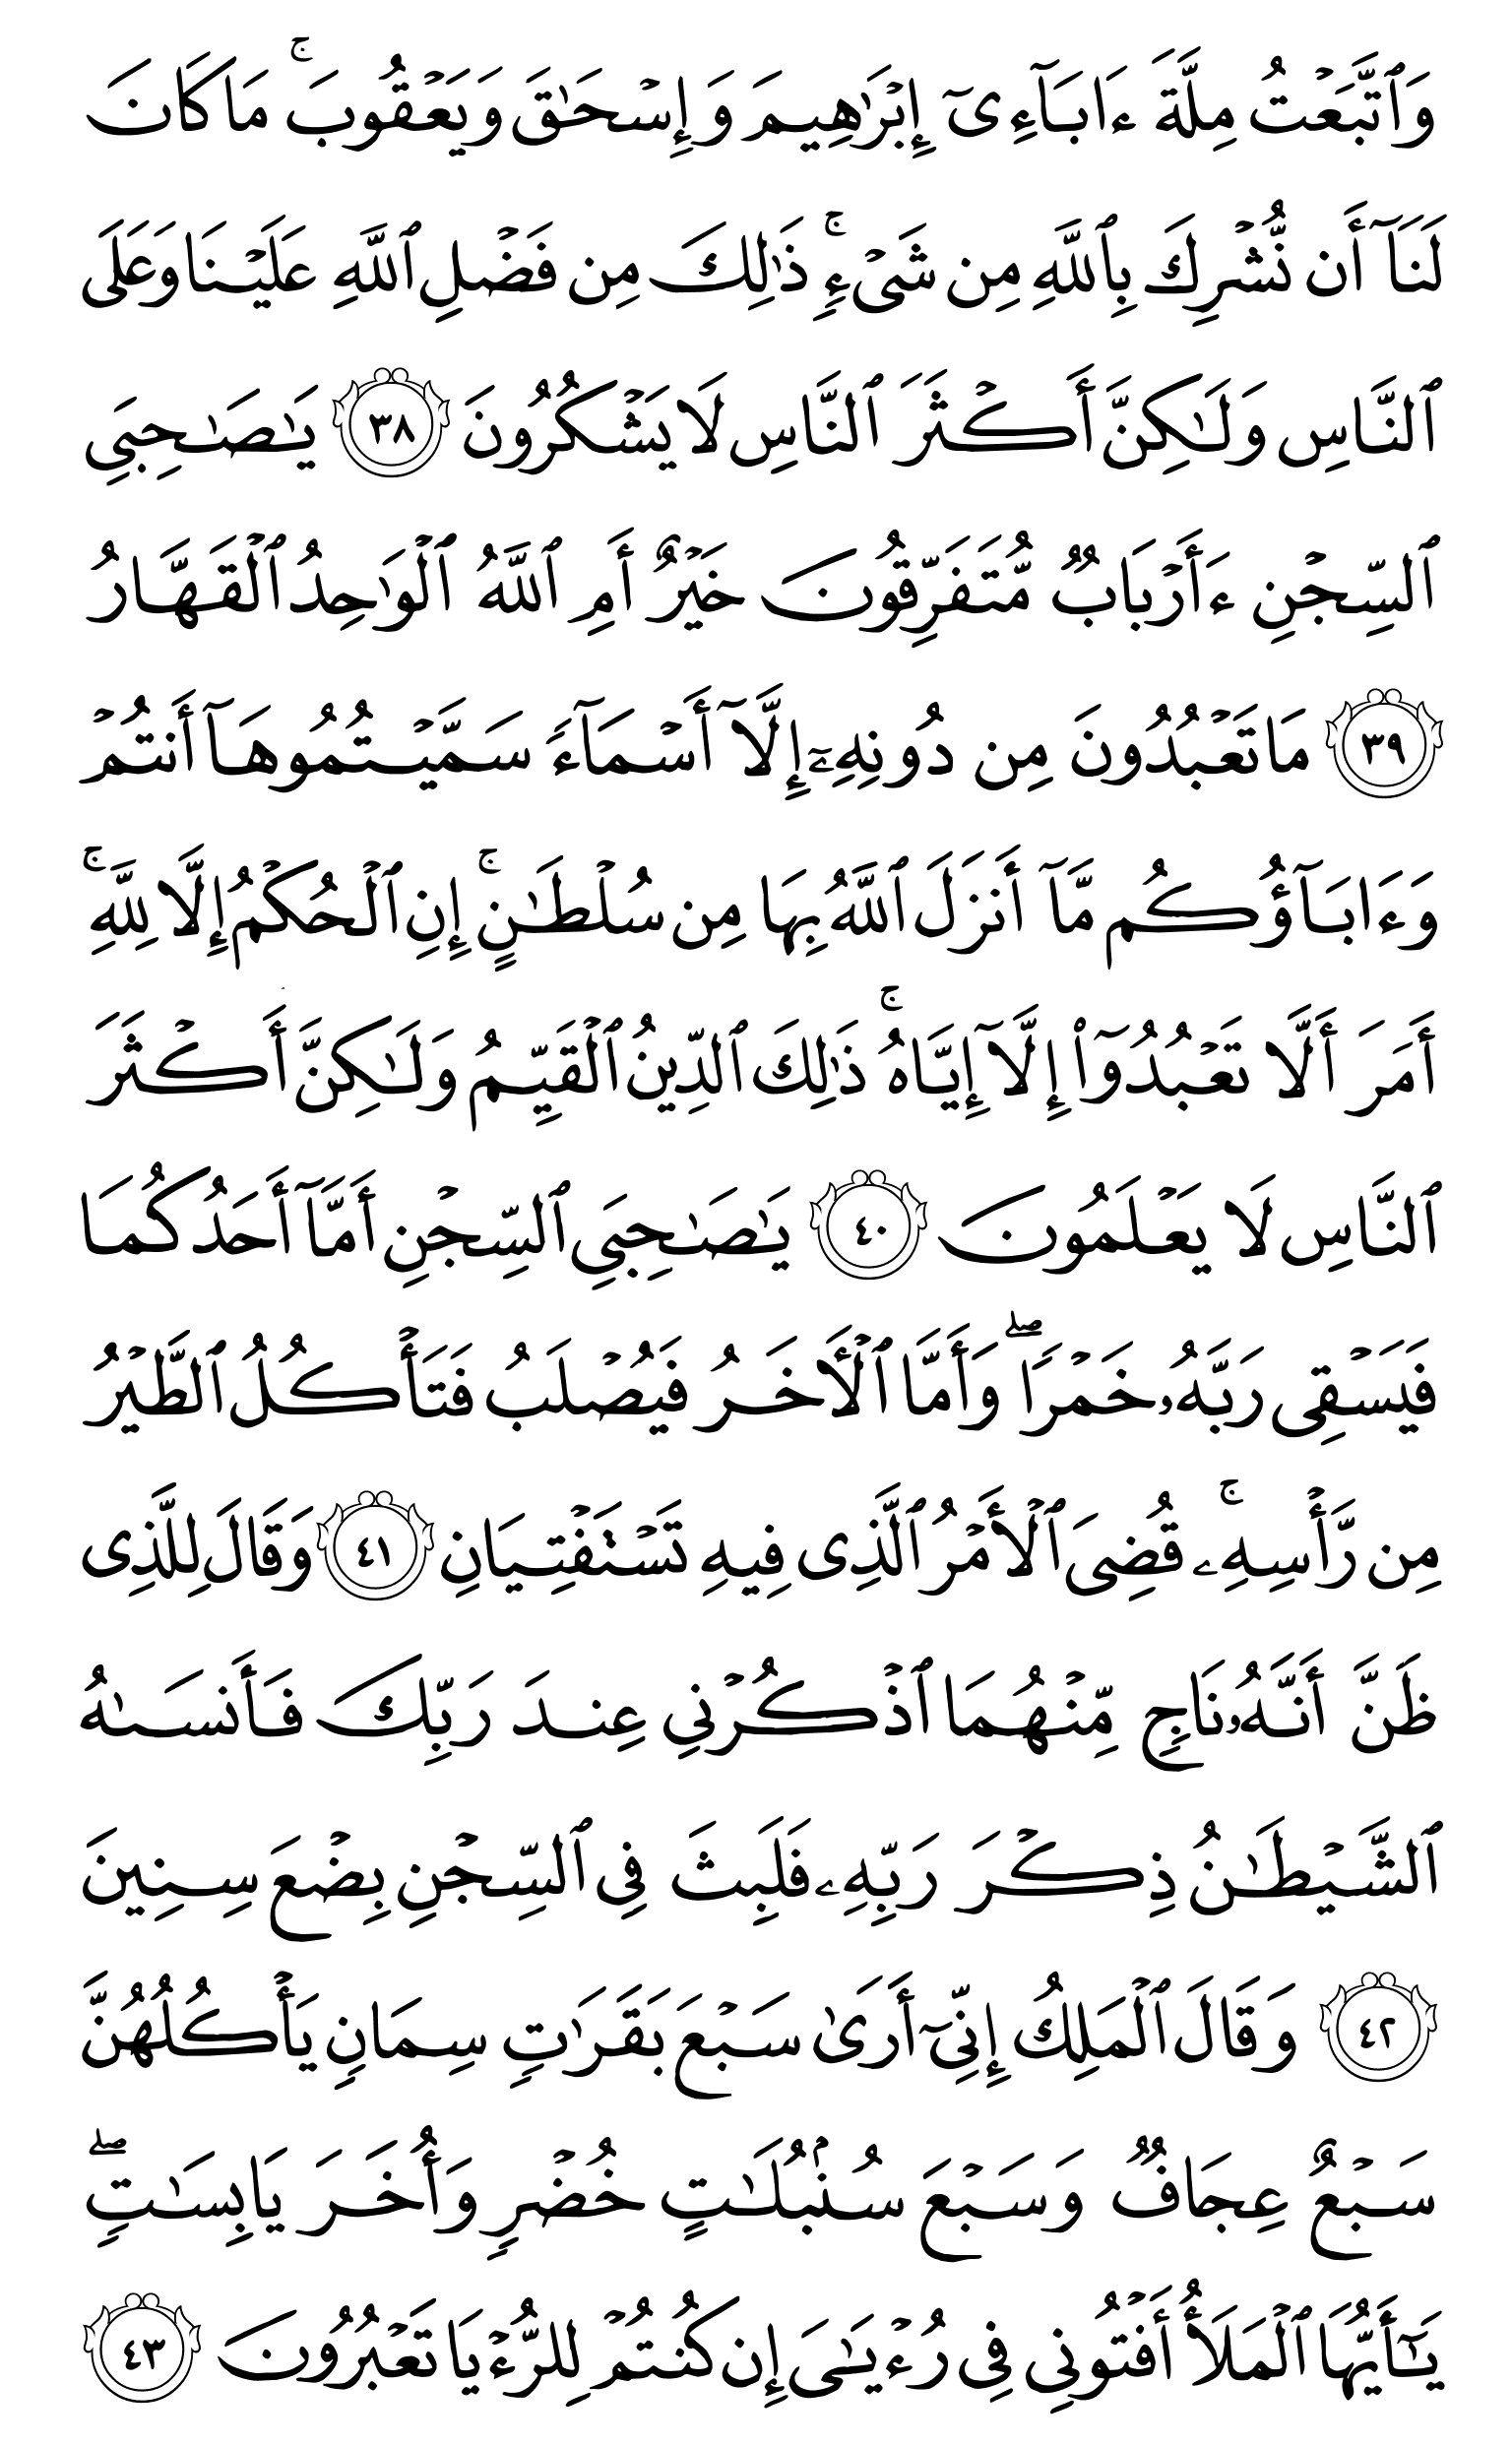 وَٱتَّبَعۡتُ مِلَّةَ ءَابَآءِىٓ إِبۡرَٰهِيمَ وَإِسۡحَٰقَ وَيَعۡقُوبَۚ مَا كَانَ
لَنَآ أَن نُّشۡرِكَ بِٱللَّهِ مِن شَىۡءٍۚ ذَٰلِكَ مِن فَضۡلِ ٱللَّهِ عَلَيۡنَا وَعَلَى
ٱلنَّاسِ وَلَٰكِنَّ أَكۡثَرَ ٱلنَّاسِ لَا يَشۡكُرُونَ ٣٨ يَٰصَٰحِبَىِ
ٱلسِّجۡنِ ءَأَرۡبَابٌ مُّتَفَرِّقُونَ خَيۡرٌ أَمِ ٱللَّهُ ٱلۡوَٰحِدُ ٱلۡقَهَّارُ
٣٩ مَا تَعۡبُدُونَ مِن دُونِهِۦٓ إِلَّآ أَسۡمَآءً سَمَّيۡتُمُوهَآ أَنتُمۡ
وَءَابَآؤُكُم مَّآ أَنزَلَ ٱللَّهُ بِهَا مِن سُلۡطَٰنٍۚ إِنِ ٱلۡحُكۡمُ إِلَّا لِلَّهِۚ
أَمَرَ أَلَّا تَعۡبُدُوٓاْ إِلَّآ إِيَّاهُۚ ذَٰلِكَ ٱلدِّينُ ٱلۡقَيِّمُ وَلَٰكِنَّ أَكۡثَرَ
ٱلنَّاسِ لَا يَعۡلَمُونَ ٤٠ يَٰصَٰحِبَىِ ٱلسِّجۡنِ أَمَّآ أَحَدُكُمَا
فَيَسۡقِى رَبَّهُۥ خَمۡرًاۖ وَأَمَّا ٱلۡأَخَرُ فَيُصۡلَبُ فَتَأۡكُلُ ٱلطَّيۡرُ
مِن رَّأۡسِهِۦۚ قُضِىَ ٱلۡأَمۡرُ ٱلَّذِى فِيهِ تَسۡتَفۡتِيَانِ ٤١ وَقَالَ لِلَّذِى
ظَنَّ أَنَّهُۥ نَاجٍ مِّنۡهُمَا ٱذۡكُرۡنِي عِندَ رَبِّكَ فَأَنسَىٰهُ
ٱلشَّيۡطَٰنُ ذِكۡرَ رَبِّهِۦ فَلَبِثَ فِي ٱلسِّجۡنِ بِضۡعَ سِنِينَ
٤٢ وَقَالَ ٱلۡمَلِكُ إِنِّىٓ أَرَىٰ سَبۡعَ بَقَرَٰتٍ سِمَانٍ يَأۡكُلُهُنَّ
سَبۡعٌ عِجَافٌ وَسَبۡعَ سُنۢبُلَٰتٍ خُضۡرٍ وَأُخَرَ يَابِسَٰتٍۖ
يَٰٓأَيُّهَا ٱلۡمَلَأُ أَفۡتُونِي فِي رُءۡيَٰىَ إِن كُنتُمۡ لِلرُّءۡيَا تَعۡبُرُونَ ٤٣